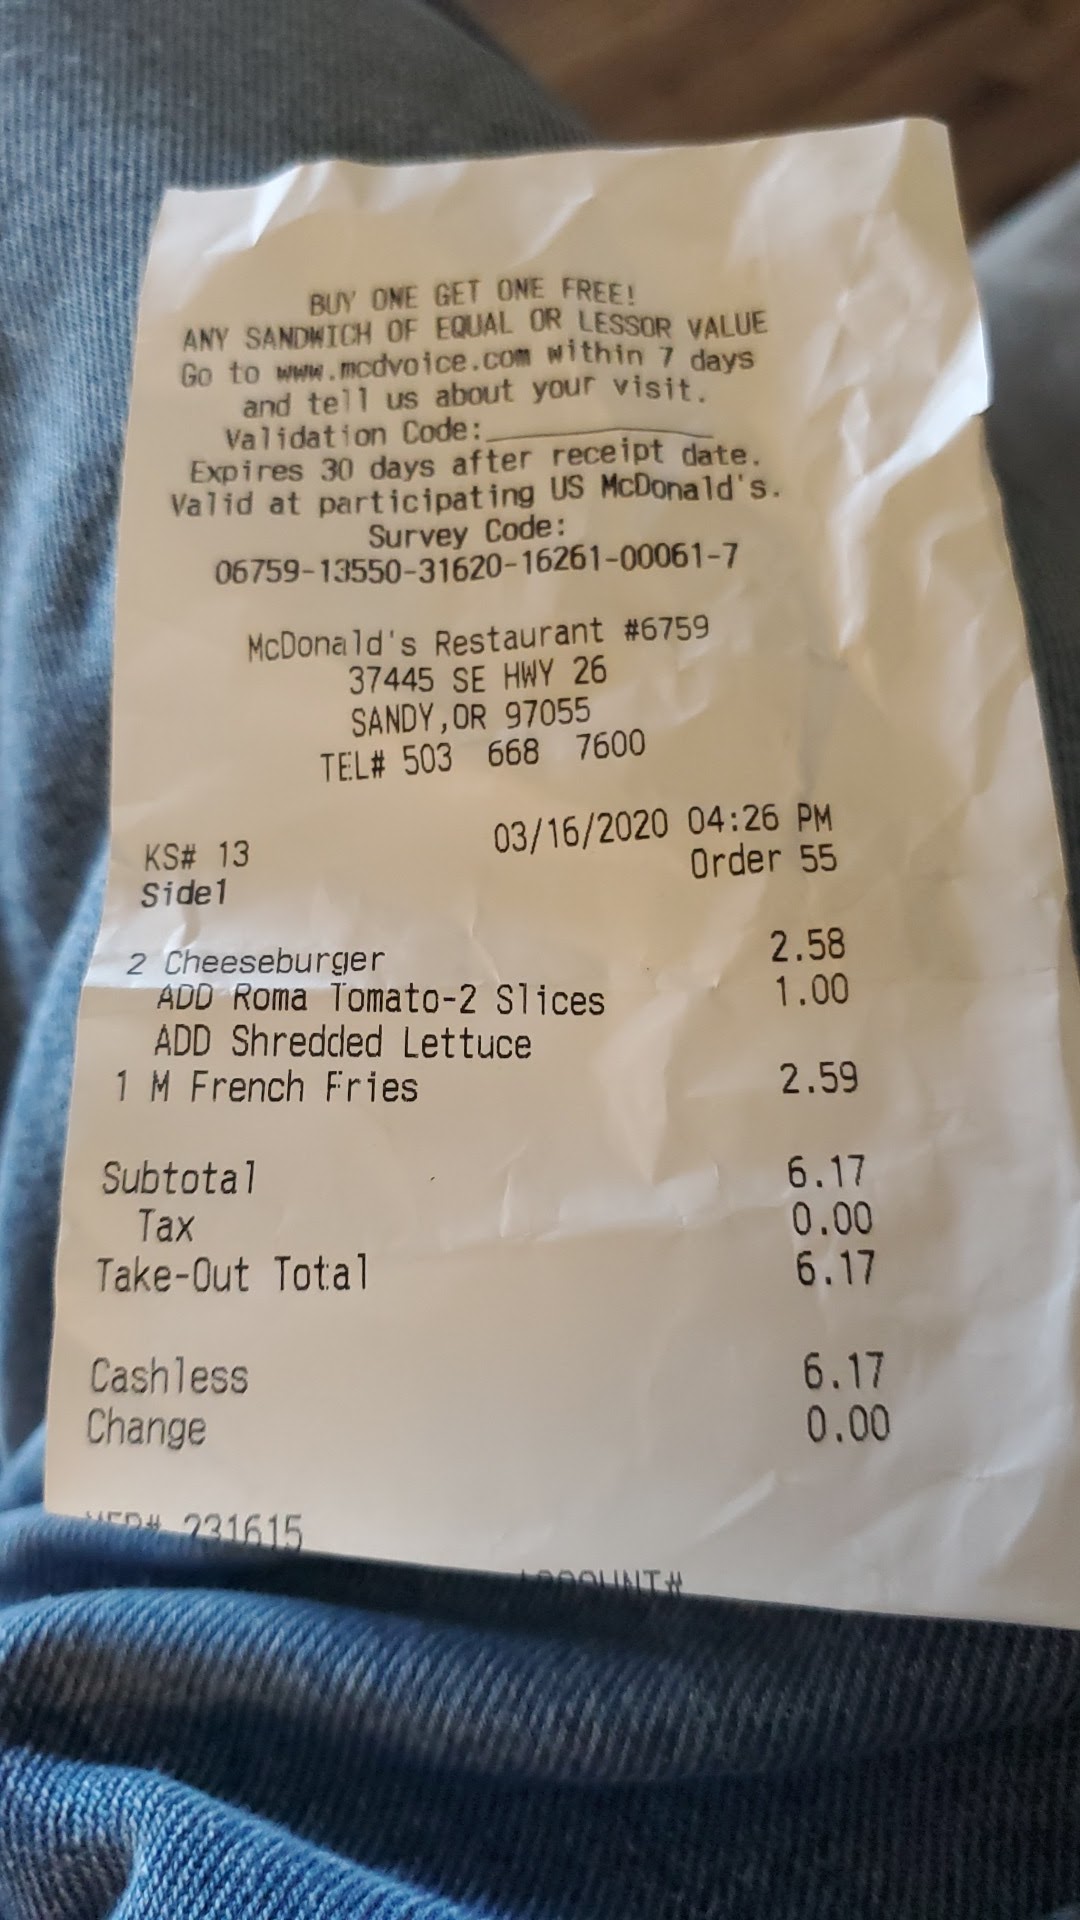 BUY ONE GET ONE FREE!
ANY SANDWICH OF EQUAL OR LESSOR VALUE
Go to www.mcdvoice.com within 7 days
and tell us about your visit.
Validation Code:
Expires 30 days after receipt date.
Valid at participating US McDonald's.
Survey Code:
06759-13550-31620-16261-00061-7
McDonald's Restaurant #6759
37445 SE HWY 26
SANDY,OR 97055
TEL# 503 668 7600
KS# 13 03/16/2020 04:26 PM
Side1 Order 55
2 Cheeseburger 2.58
ADD Roma Tomato-2 Slices 1.00
ADD Shredded Lettuce
1 M French Fries 2.59
Subtotal 6.17
Tax 0.00
Take-Out Total 6.17
Cashless 6.17
Change 0.00
MER# 231615
ACCOUNT#